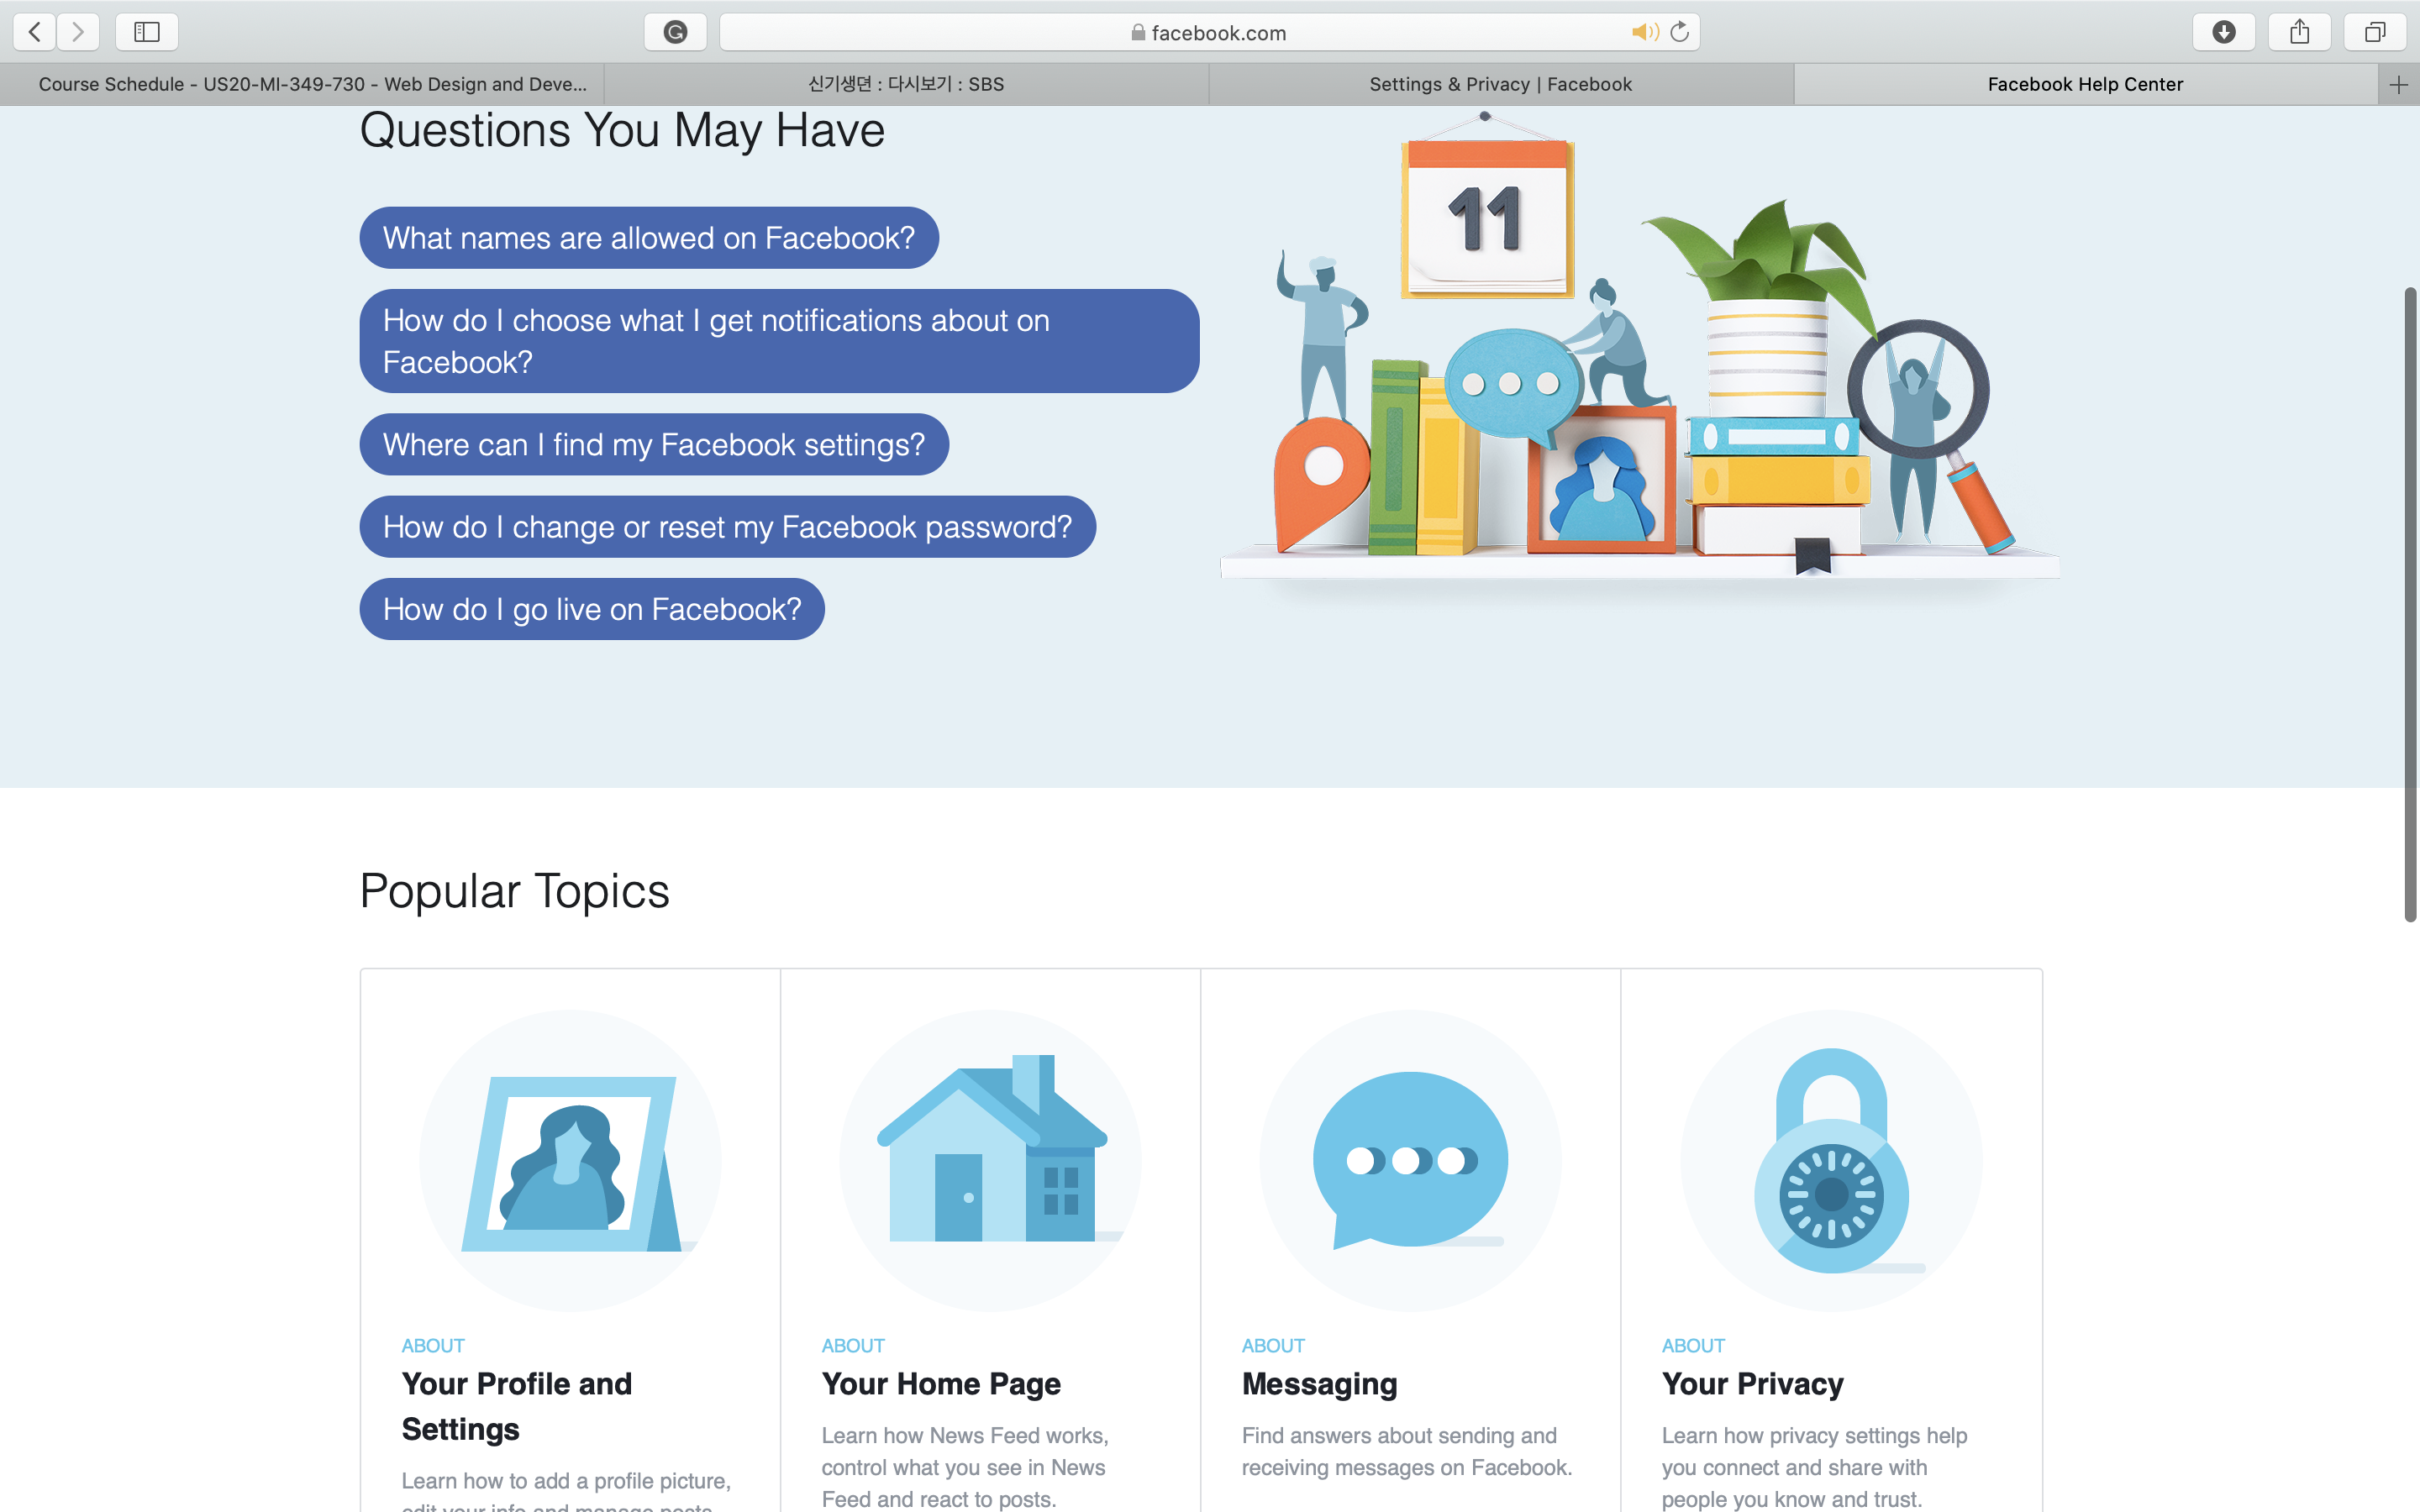 facebook.com
Course Schedule - US20-MI-349-730 - Web Design and Deve...
신기생뎐 : 다시보기 : SBS
Settings & Privacy | Facebook
Facebook Help Center
Questions You May Have
What names are allowed on Facebook?
How do I choose what I get notifications about on
Facebook?
Where can I find my Facebook settings?
How do I change or reset my Facebook password?
How do I go live on Facebook?
11
Popular Topics
ABOUT
Your Profile and
Settings
Learn how to add a profile picture,
edit your info and manage posts
ABOUT
Your Home Page
Learn how News Feed works,
control what you see in News
Feed and react to posts.
ABOUT
Messaging
Find answers about sending and
receiving messages on Facebook.
ABOUT
Your Privacy
Learn how privacy settings help
you connect and share with
people you know and trust.